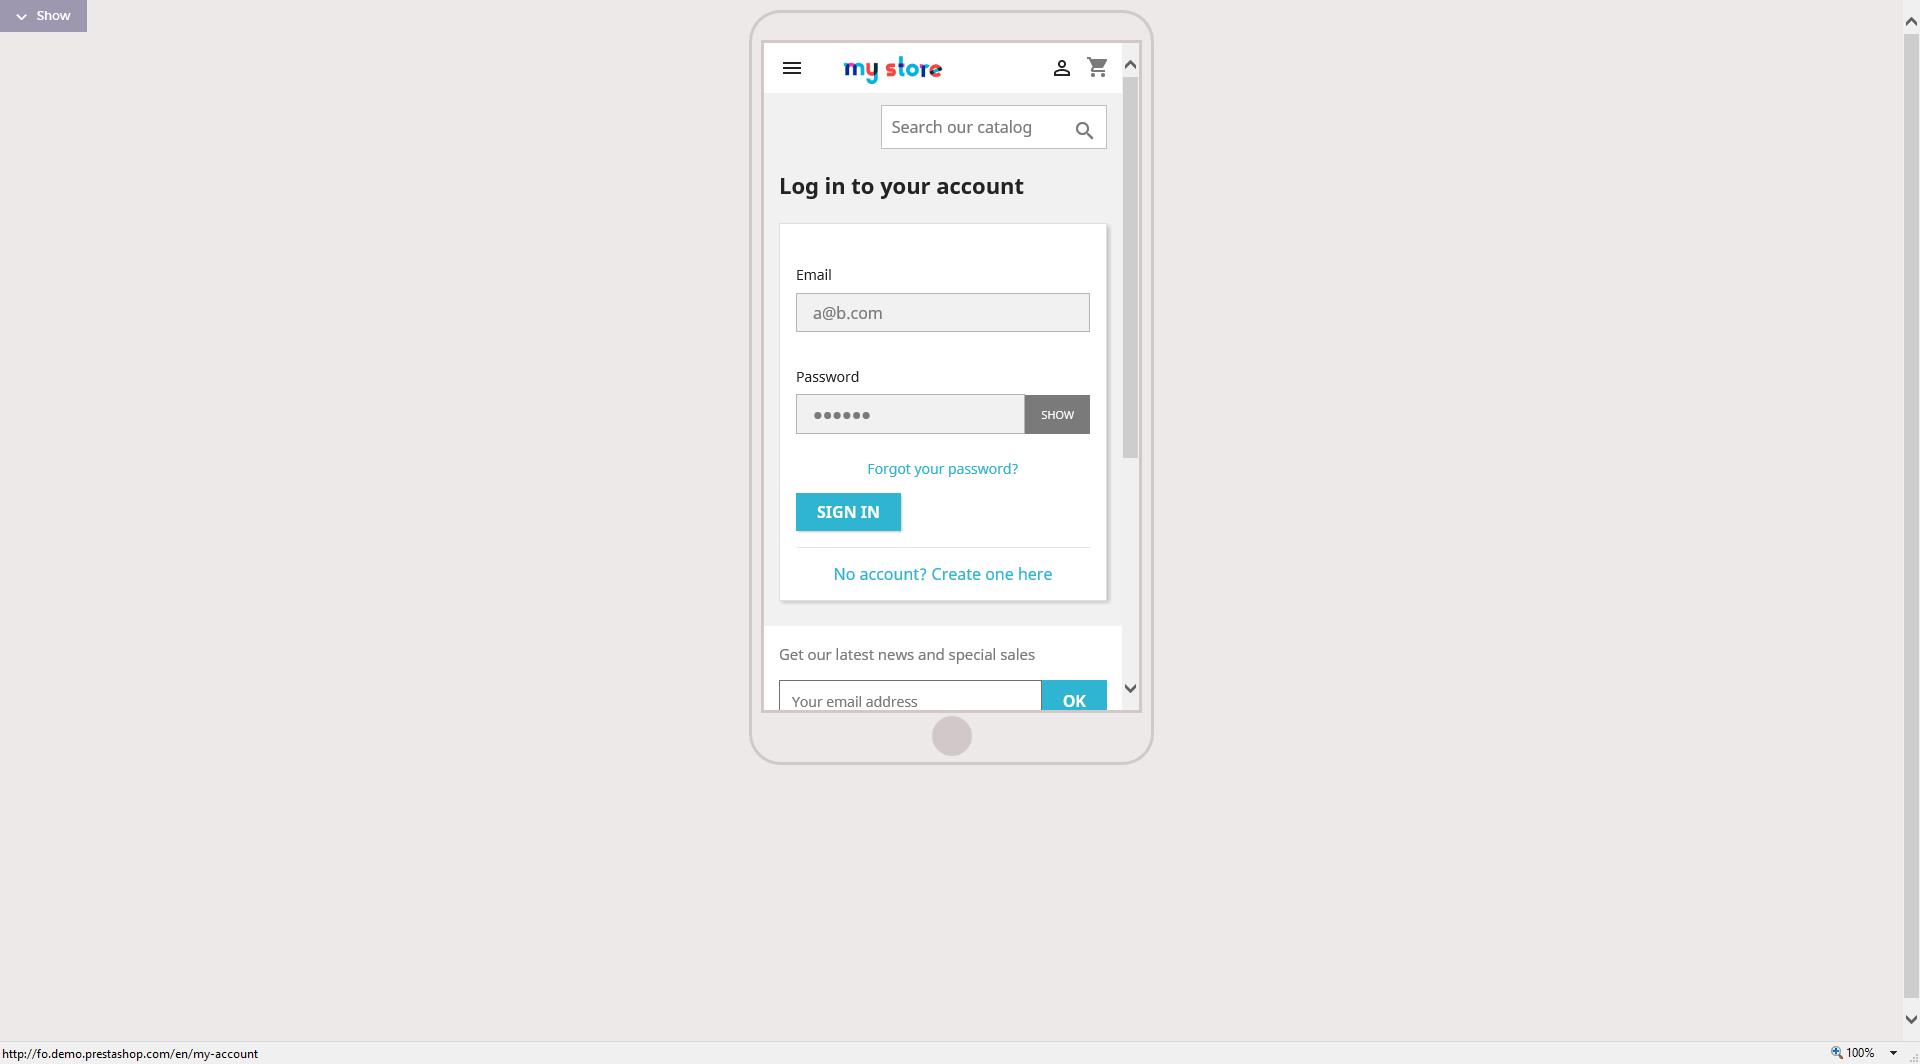 Show
my store
Search our catalog
Log in to your account
Email
a@b.com
Password
●●●●●●
SHOW
Forgot your password?
SIGN IN
No account? Create one here
Get our latest news and special sales
Your email address
OK
http://fo.demo.prestashop.com/en/my-account
100%